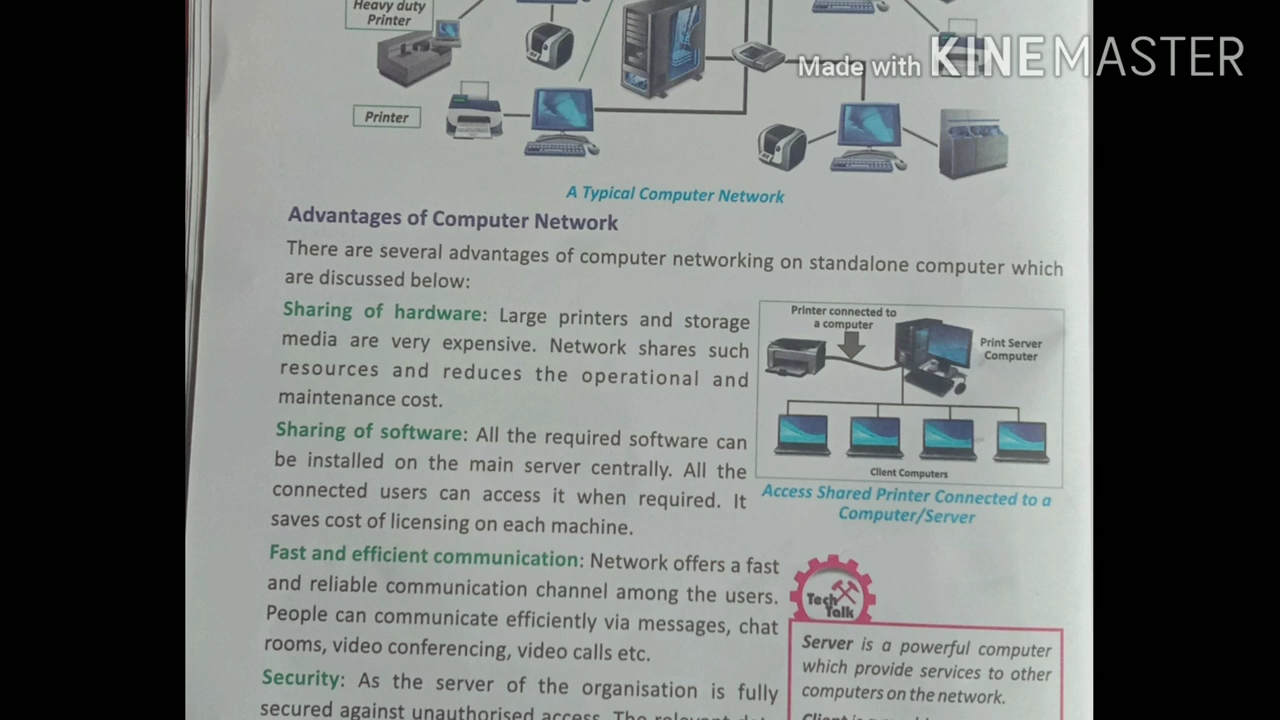 Heavy duty
Printer
Made with KINEMASTER
Printer
A Typical Computer Network
Advantages of Computer Network
There are several advantages of computer networking on standalone computer which
are discussed below:
Sharing of hardware: Large printers and storage
media are very expensive. Network shares such
resources and reduces the operational and
maintenance cost.
Printer connected to
a computer
Print Server
Computer
Client Computers
Access Shared Printer Connected to a
Computer/Server
Sharing of software: All the required software can
be installed on the main server centrally. All the
connected users can access it when required. It
saves cost of licensing on each machine.
Fast and efficient communication: Network offers a fast
and reliable communication channel among the users.
People can communicate efficiently via messages, chat
rooms, video conferencing, video calls etc.
Security: As the server of the organisation is fully
secured against unauthorised access. The relevant
Tech
Talk
Server is a powerful computer
which provide services to other
computers on the network.
Client is a